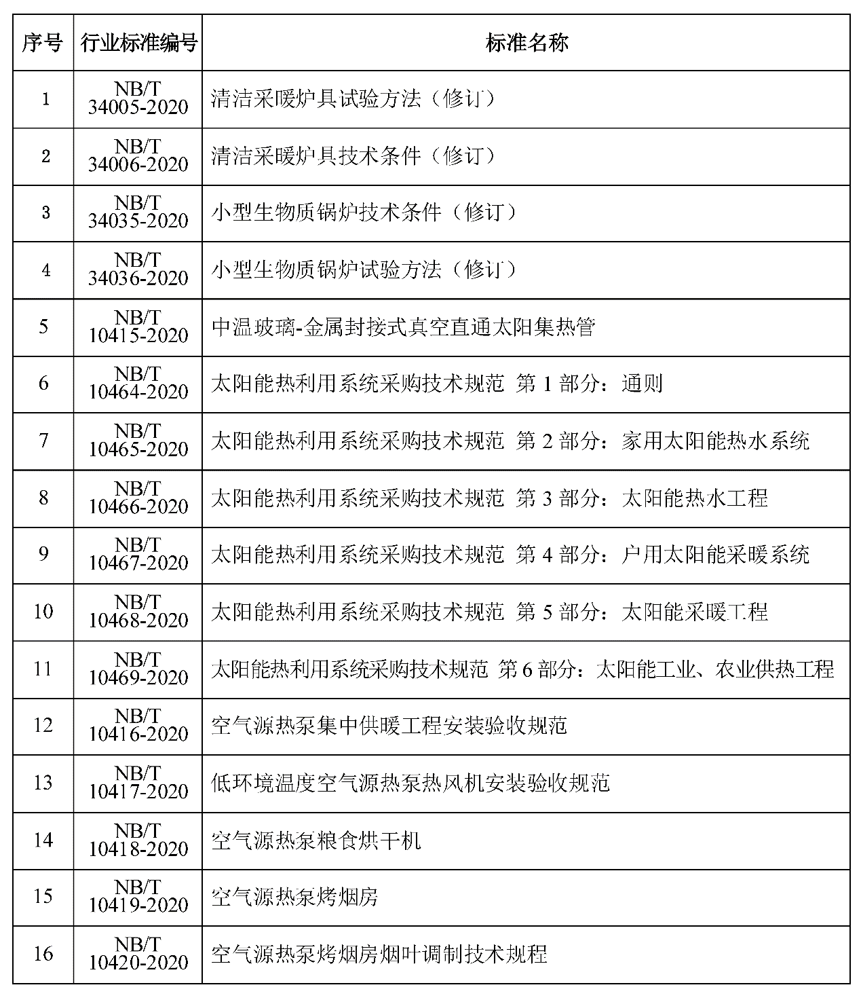 序号 行业标准编号 标准名称
1 NB/T 34005-2020 清洁采暖炉具试验方法（修订）
2 NB/T 34006-2020 清洁采暖炉具技术条件（修订）
3 NB/T 34035-2020 小型生物质锅炉技术条件（修订）
4 NB/T 34036-2020 小型生物质锅炉试验方法（修订）
5 NB/T 10415-2020 中温玻璃-金属封接式真空直通太阳集热管
6 NB/T 10464-2020 太阳能热利用系统采购技术规范 第 1 部分：通则
7 NB/T 10465-2020 太阳能热利用系统采购技术规范 第 2 部分：家用太阳能热水系统
8 NB/T 10466-2020 太阳能热利用系统采购技术规范 第 3 部分：太阳能热水工程
9 NB/T 10467-2020 太阳能热利用系统采购技术规范 第 4 部分：户用太阳能采暖系统
10 NB/T 10468-2020 太阳能热利用系统采购技术规范 第 5 部分：太阳能采暖工程
11 NB/T 10469-2020 太阳能热利用系统采购技术规范 第 6 部分：太阳能工业、农业供热工程
12 NB/T 10416-2020 空气源热泵集中供暖工程安装验收规范
13 NB/T 10417-2020 低环境温度空气源热泵热风机安装验收规范
14 NB/T 10418-2020 空气源热泵粮食烘干机
15 NB/T 10419-2020 空气源热泵烤烟房
16 NB/T 10420-2020 空气源热泵烤烟房烟叶调制技术规程